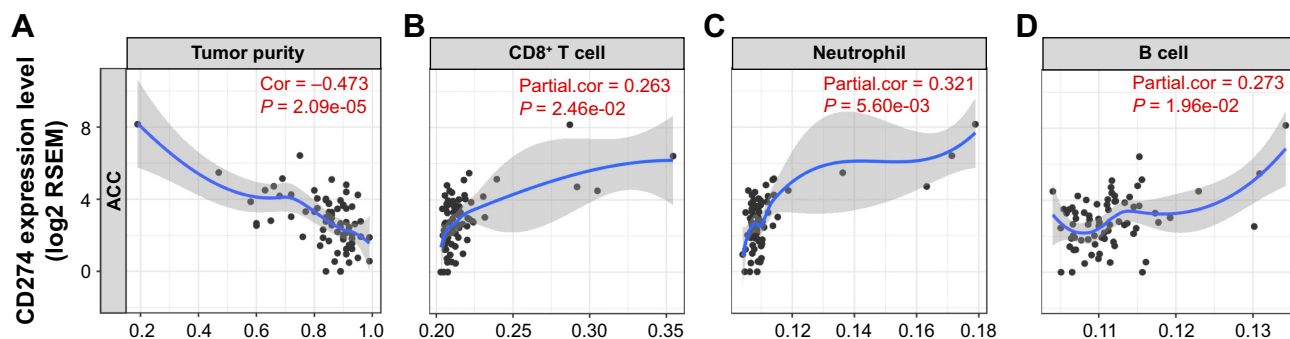 A
B
C
D
Tumor purity
CD8⁺ T cell
Neutrophil
B cell
CD274 expression level
(log2 RSEM)
ACC
8
4
0
Cor = –0.473
P = 2.09e-05
Partial.cor = 0.263
P = 2.46e-02
Partial.cor = 0.321
P = 5.60e-03
Partial.cor = 0.273
P = 1.96e-02
0.2 0.4 0.6 0.8 1.0
0.20 0.25 0.30 0.35
0.12 0.14 0.16 0.18
0.11 0.12 0.13